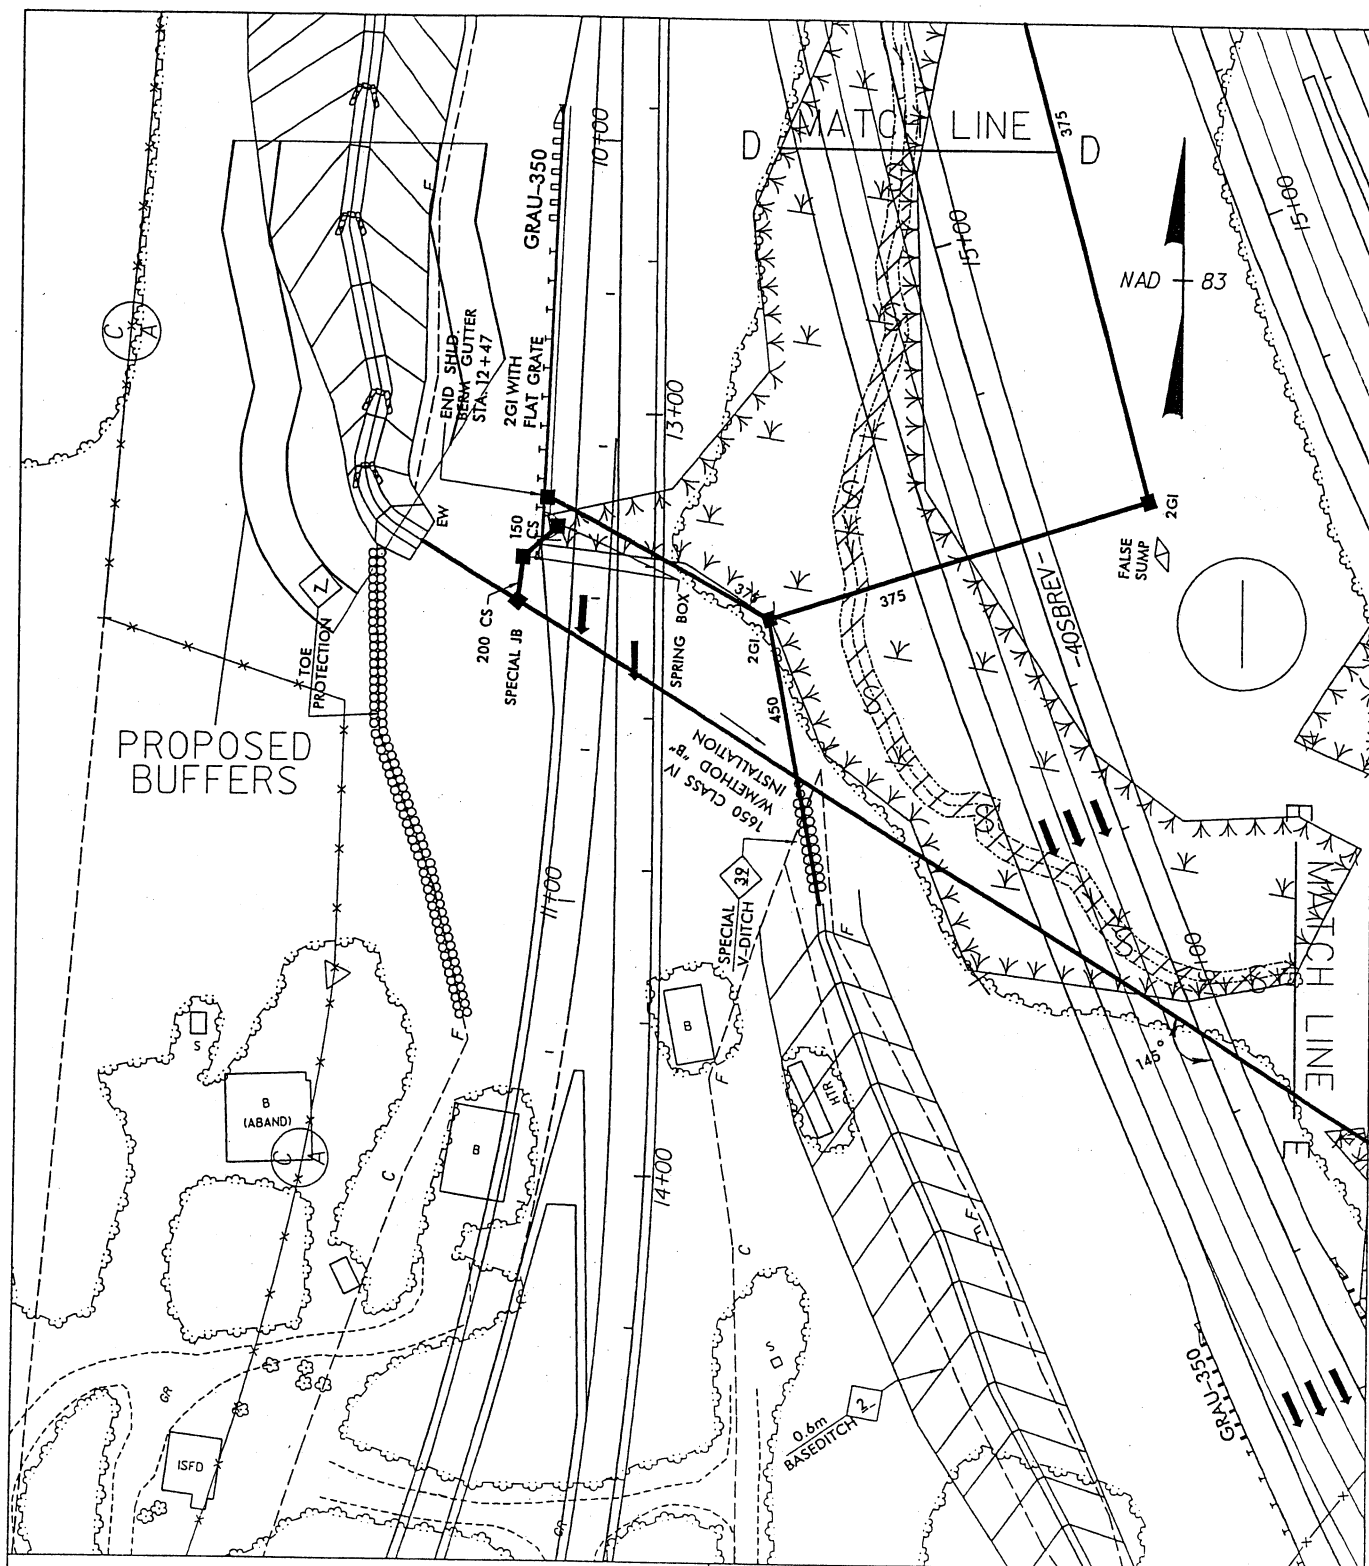 D
MATCH LINE
D
375
10+00
GRAU-350
F
15+00
15+00
NAD 83
C
A
END SHLD
BERM GUTTER
STA. 12+47
2GI WITH
FLAT GRATE
13+00
EW
150
CS
2GI
FALSE
SUMP
-40SBREV-
375
200 CS
SPECIAL JB
SPRING BOX
2GI
TOE
PROTECTION
450
PROPOSED
BUFFERS
1650 CLASS IV
W/METHOD "B"
INSTALLATION
11+00
39
SPECIAL
V-DITCH
F
E
MATCH LINE
E
145°
S
B
(ABAND)
C
A
F
C
B
B
F
HTR
14+00
C
S
GR
ISFD
GR
0.6m
BASEDITCH
2
GRAU-350